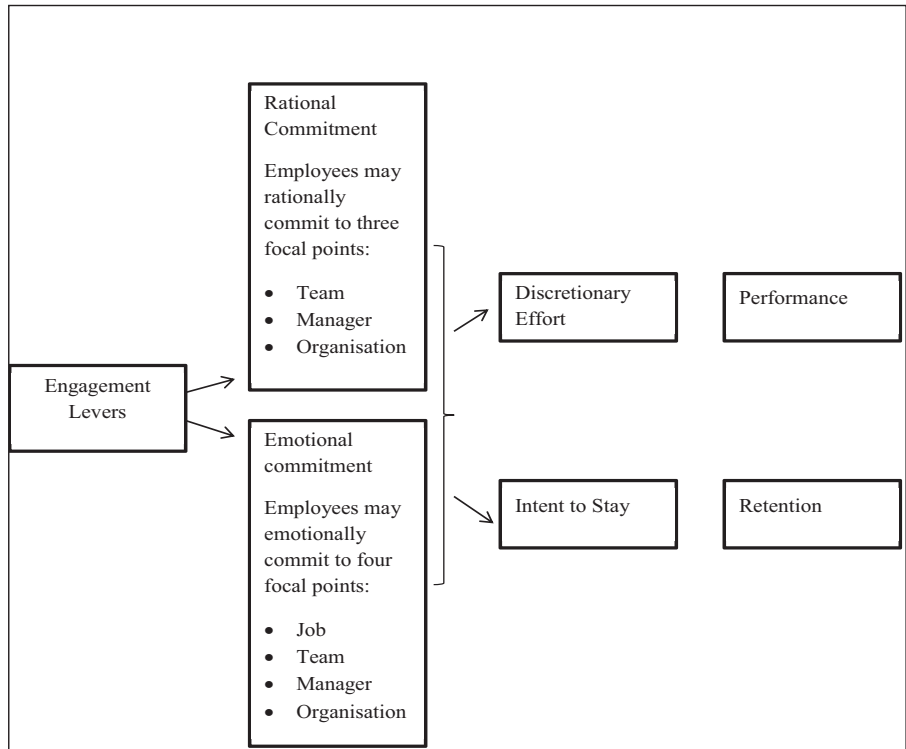 Rational
Commitment
Employees may
rationally
commit to three
focal points:
• Team
• Manager
• Organisation
Discretionary
Effort
Performance
Engagement
Levers
Emotional
commitment
Employees may
emotionally
commit to four
focal points:
• Job
• Team
• Manager
• Organisation
Intent to Stay
Retention